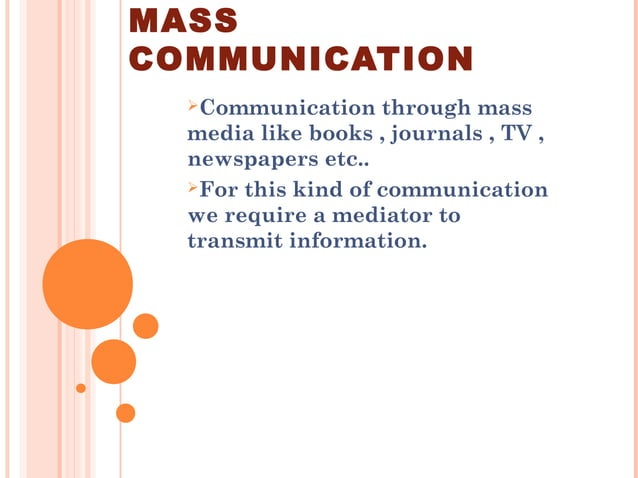 MASS
COMMUNICATION
➢Communication through mass
media like books , journals , TV ,
newspapers etc..
➢For this kind of communication
we require a mediator to
transmit information.